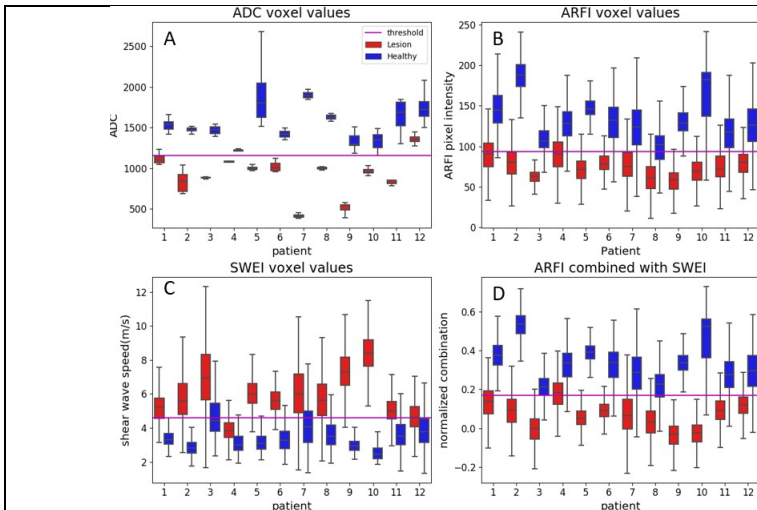 ADC voxel values
A
threshold
Lesion
Healthy
2500
2000
1500
1000
500
ADC
1 2 3 4 5 6 7 8 9 10 11 12
patient
ARFI voxel values
B
250
200
150
100
50
0
ARFI pixel intensity
1 2 3 4 5 6 7 8 9 10 11 12
Patient
SWEI voxel values
C
12
10
8
6
4
2
shear wave speed(m/s)
1 2 3 4 5 6 7 8 9 10 11 12
patient
ARFI combined with SWEI
D
0.6
0.4
0.2
0.0
−0.2
normalized combination
1 2 3 4 5 6 7 8 9 10 11 12
patient